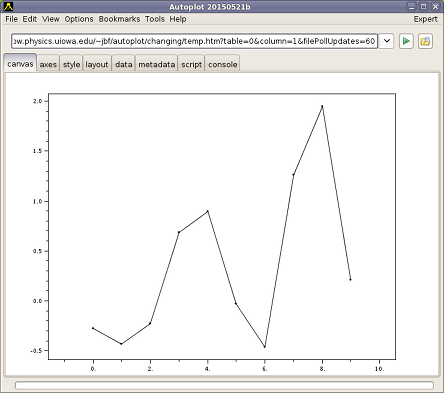 Autoplot 20150521b
File Edit View Options Bookmarks Tools Help Expert
ow.physics.uiowa.edu/~jbf/autoplot/changing/temp.htm?table=0&column=1&filePollUpdates=60
canvas axes style layout data metadata script console
2.0
1.5
1.0
0.5
0.0
-0.5
0. 2. 4. 6. 8. 10.